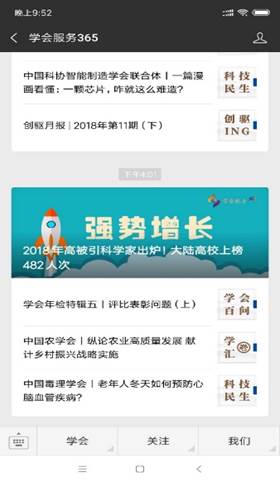 晚上9:52
学会服务365
中国科协智能制造学会联合体丨一篇漫
画看懂:一颗芯片,咋就这么难造?
科技
民生
创驱月报丨2018年第11期(下)
创驱
ING
下午4:01
强势增长
2018年高被引科学家出炉!大陆高校上榜
482人次
学会年检特辑五丨评比表彰问题(上)
学会
百问
中国农学会丨纵论农业高质量发展 献
计乡村振兴战略实施
学
汇
中国毒理学会丨老年人冬天如何预防心
脑血管疾病?
科技
民生
学会
关注
我们